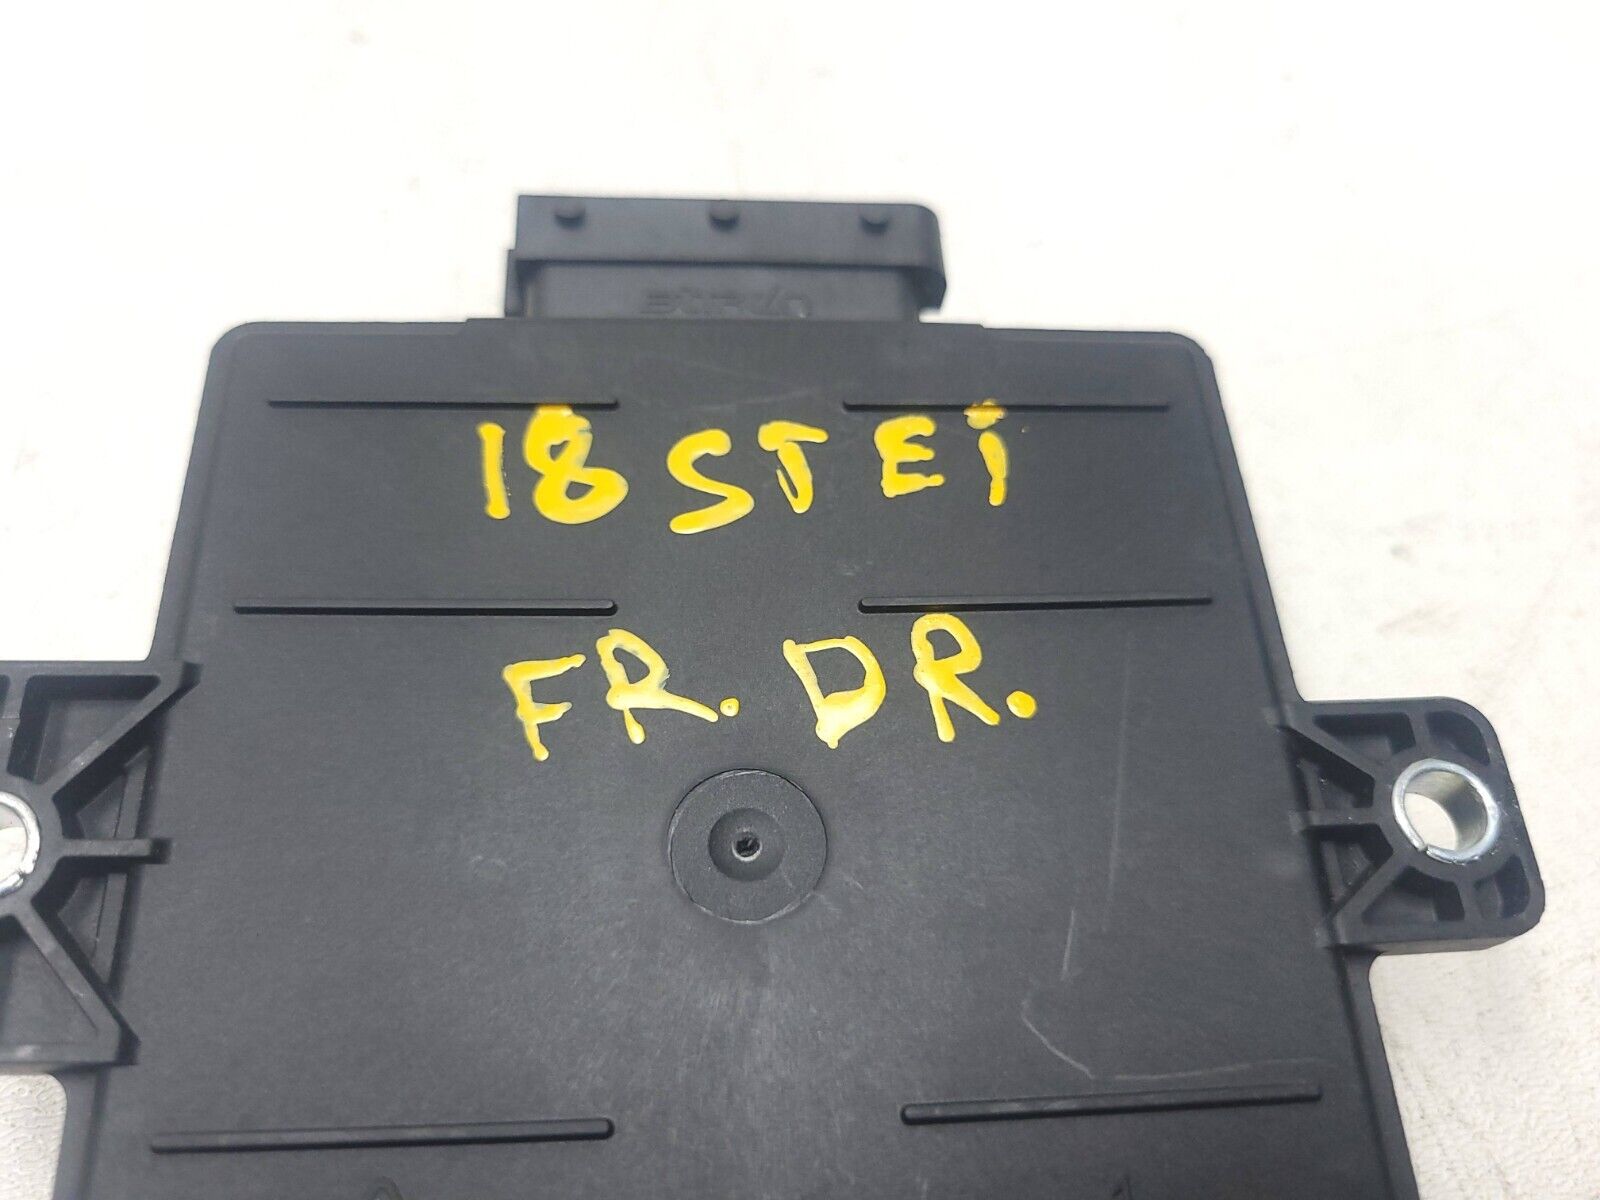 18 STEI
FR. DR.